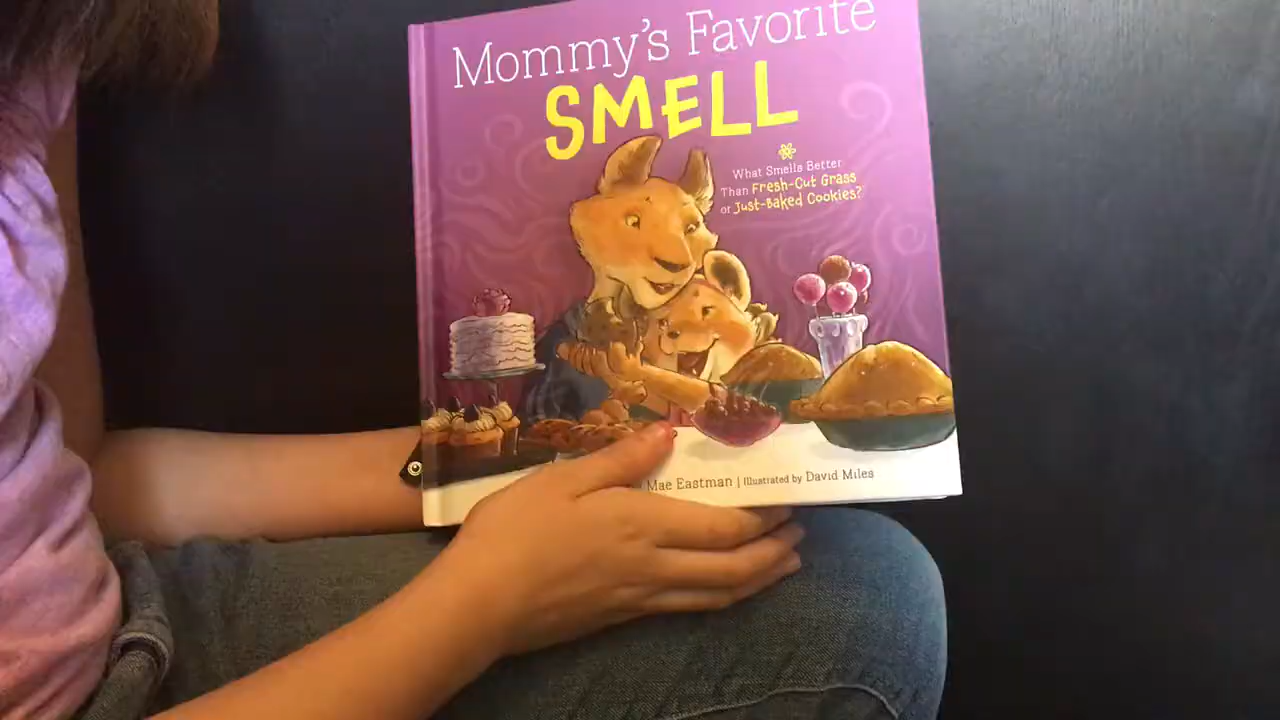 Mommy's Favorite
SMELL
What Smells Better
Than Fresh-Cut Grass
or Just-Baked Cookies?
Mae Eastman | Illustrated by David Miles